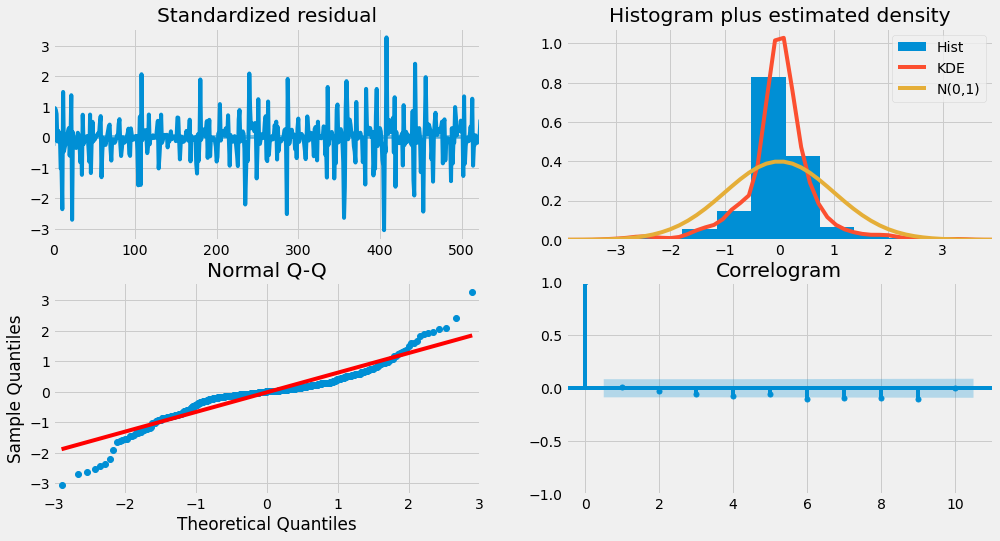 Standardized residual
3
2
1
0
−1
−2
−3
0 100 200 300 400 500
Histogram plus estimated density
1.0
0.8
0.6
0.4
0.2
0.0
−3 −2 −1 0 1 2 3
Hist
KDE
N(0,1)
Normal Q-Q
Sample Quantiles
3
2
1
0
−1
−2
−3
−3 −2 −1 0 1 2 3
Theoretical Quantiles
Correlogram
1.0
0.5
0.0
−0.5
−1.0
0 2 4 6 8 10